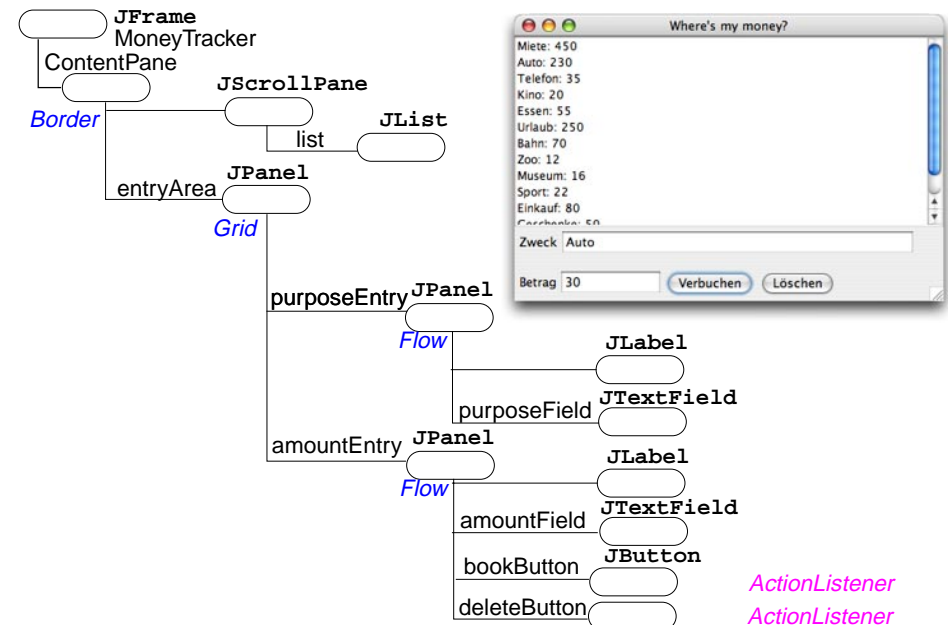 JFrame
MoneyTracker
ContentPane
Border
JScrollPane
list
JList
entryArea
JPanel
Grid
purposeEntry
JPanel
Flow
JLabel
purposeField
JTextField
amountEntry
JPanel
Flow
JLabel
amountField
JTextField
bookButton
JButton
ActionListener
deleteButton
ActionListener
Where's my money?
Miete: 450
Auto: 230
Telefon: 35
Kino: 20
Essen: 55
Urlaub: 250
Bahn: 70
Zoo: 12
Museum: 16
Sport: 22
Einkauf: 80
Geschenke: 50
Zweck Auto
Betrag 30 Verbuchen Löschen